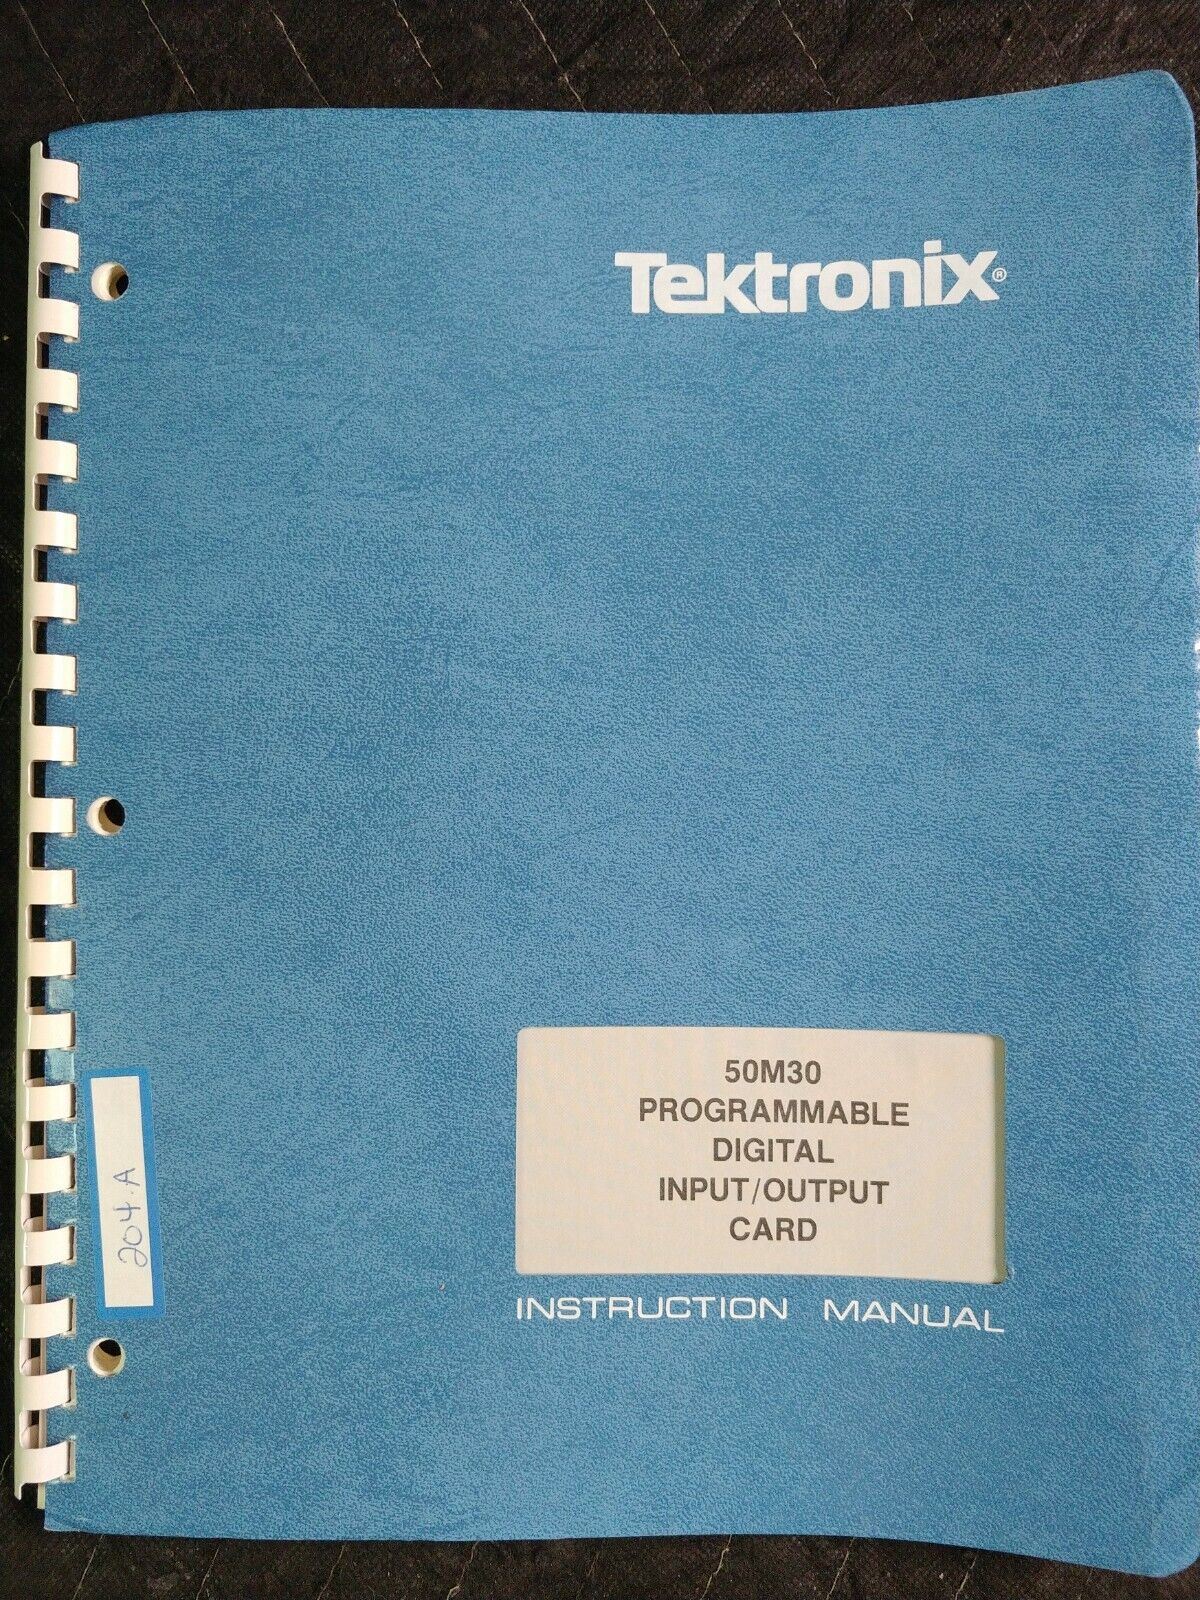 Tektronix®
50M30
PROGRAMMABLE
DIGITAL
INPUT/OUTPUT
CARD
INSTRUCTION MANUAL
204.A